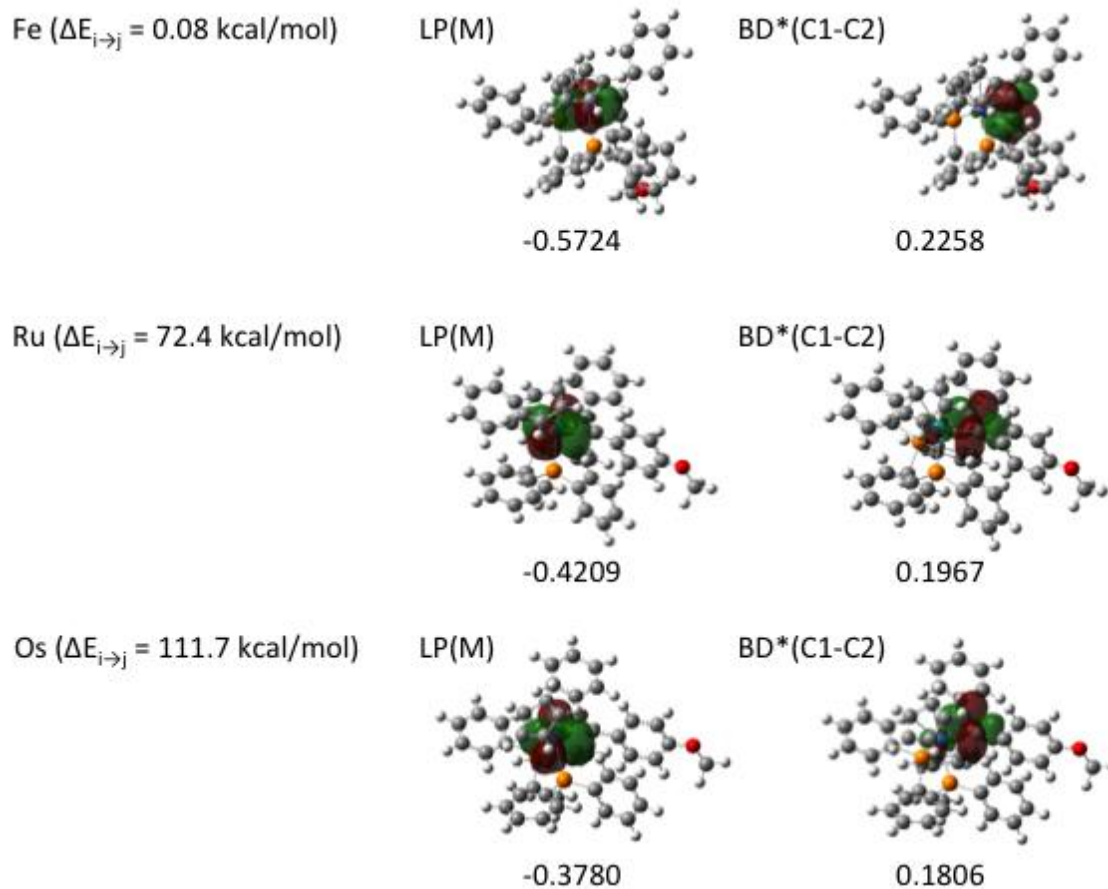 Fe (ΔEᵢ→ⱼ = 0.08 kcal/mol) LP(M) BD*(C1-C2)
-0.5724 0.2258
Ru (ΔEᵢ→ⱼ = 72.4 kcal/mol) LP(M) BD*(C1-C2)
-0.4209 0.1967
Os (ΔEᵢ→ⱼ = 111.7 kcal/mol) LP(M) BD*(C1-C2)
-0.3780 0.1806